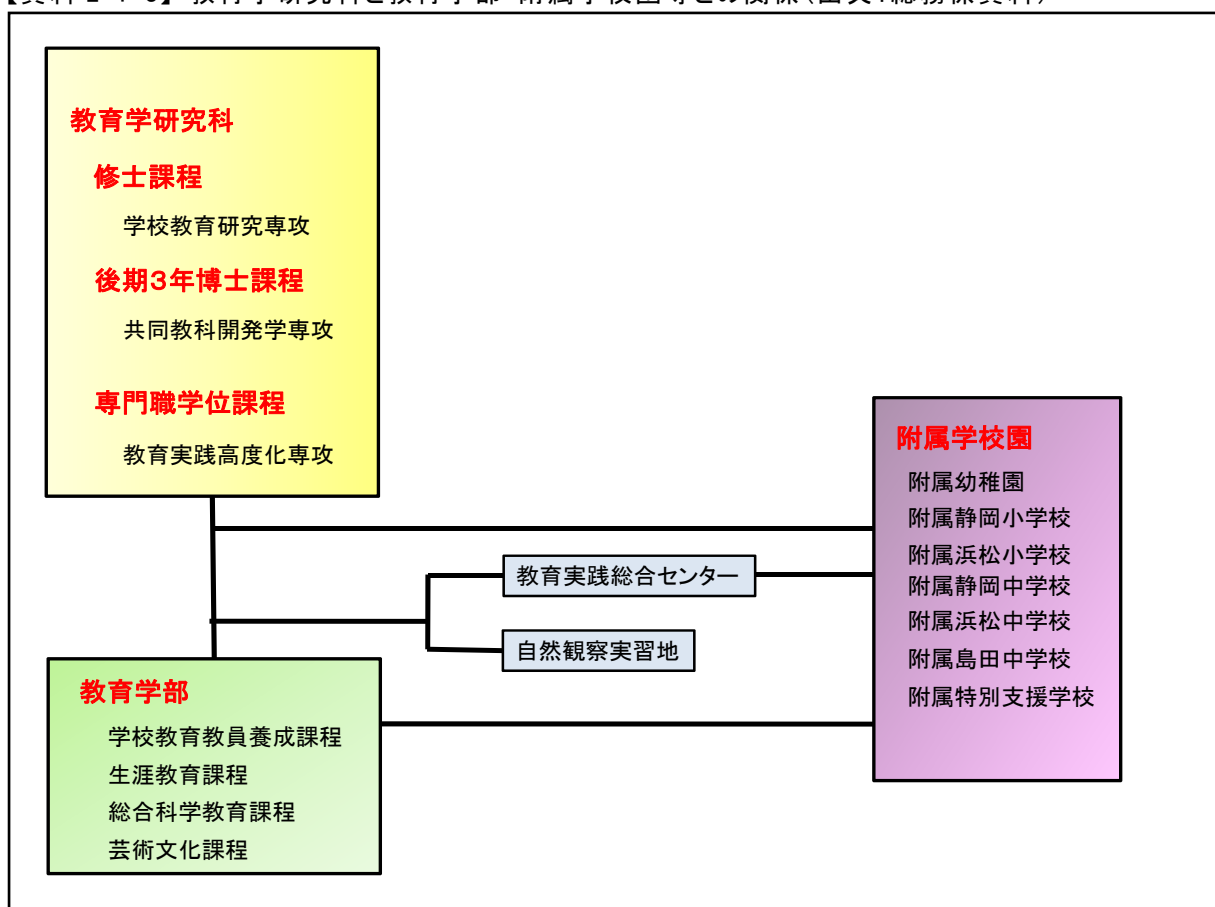 教育学研究科
修士課程
学校教育研究専攻
後期3年博士課程
共同教科開発学専攻
専門職学位課程
教育実践高度化専攻
附属学校園
附属幼稚園
附属静岡小学校
附属浜松小学校
附属静岡中学校
附属浜松中学校
附属島田中学校
附属特別支援学校
教育実践総合センター
自然観察実習地
教育学部
学校教育教員養成課程
生涯教育課程
総合科学教育課程
芸術文化課程